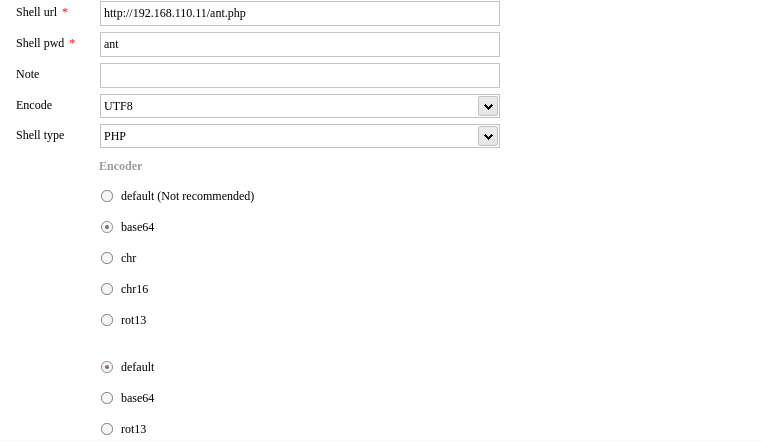 Shell url * http://192.168.110.11/ant.php
Shell pwd * ant
Note
Encode UTF8
Shell type PHP
Encoder
default (Not recommended)
base64
chr
chr16
rot13
default
base64
rot13